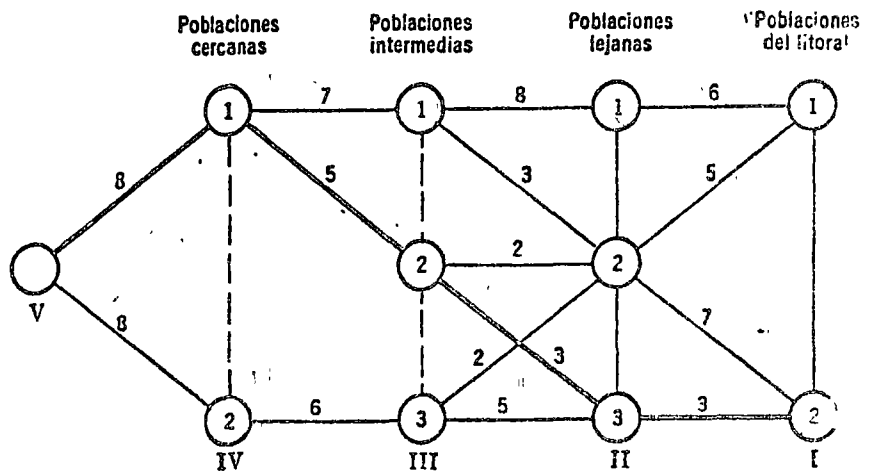 Poblaciones
cercanas
Poblaciones
intermedias
Poblaciones
lejanas
Poblaciones
del litoral
1 7 1 8 1 6 1
8 5 3 5
2 2 2
V
8 2 3 7
2 6 3 5 3 3 2
IV III II I